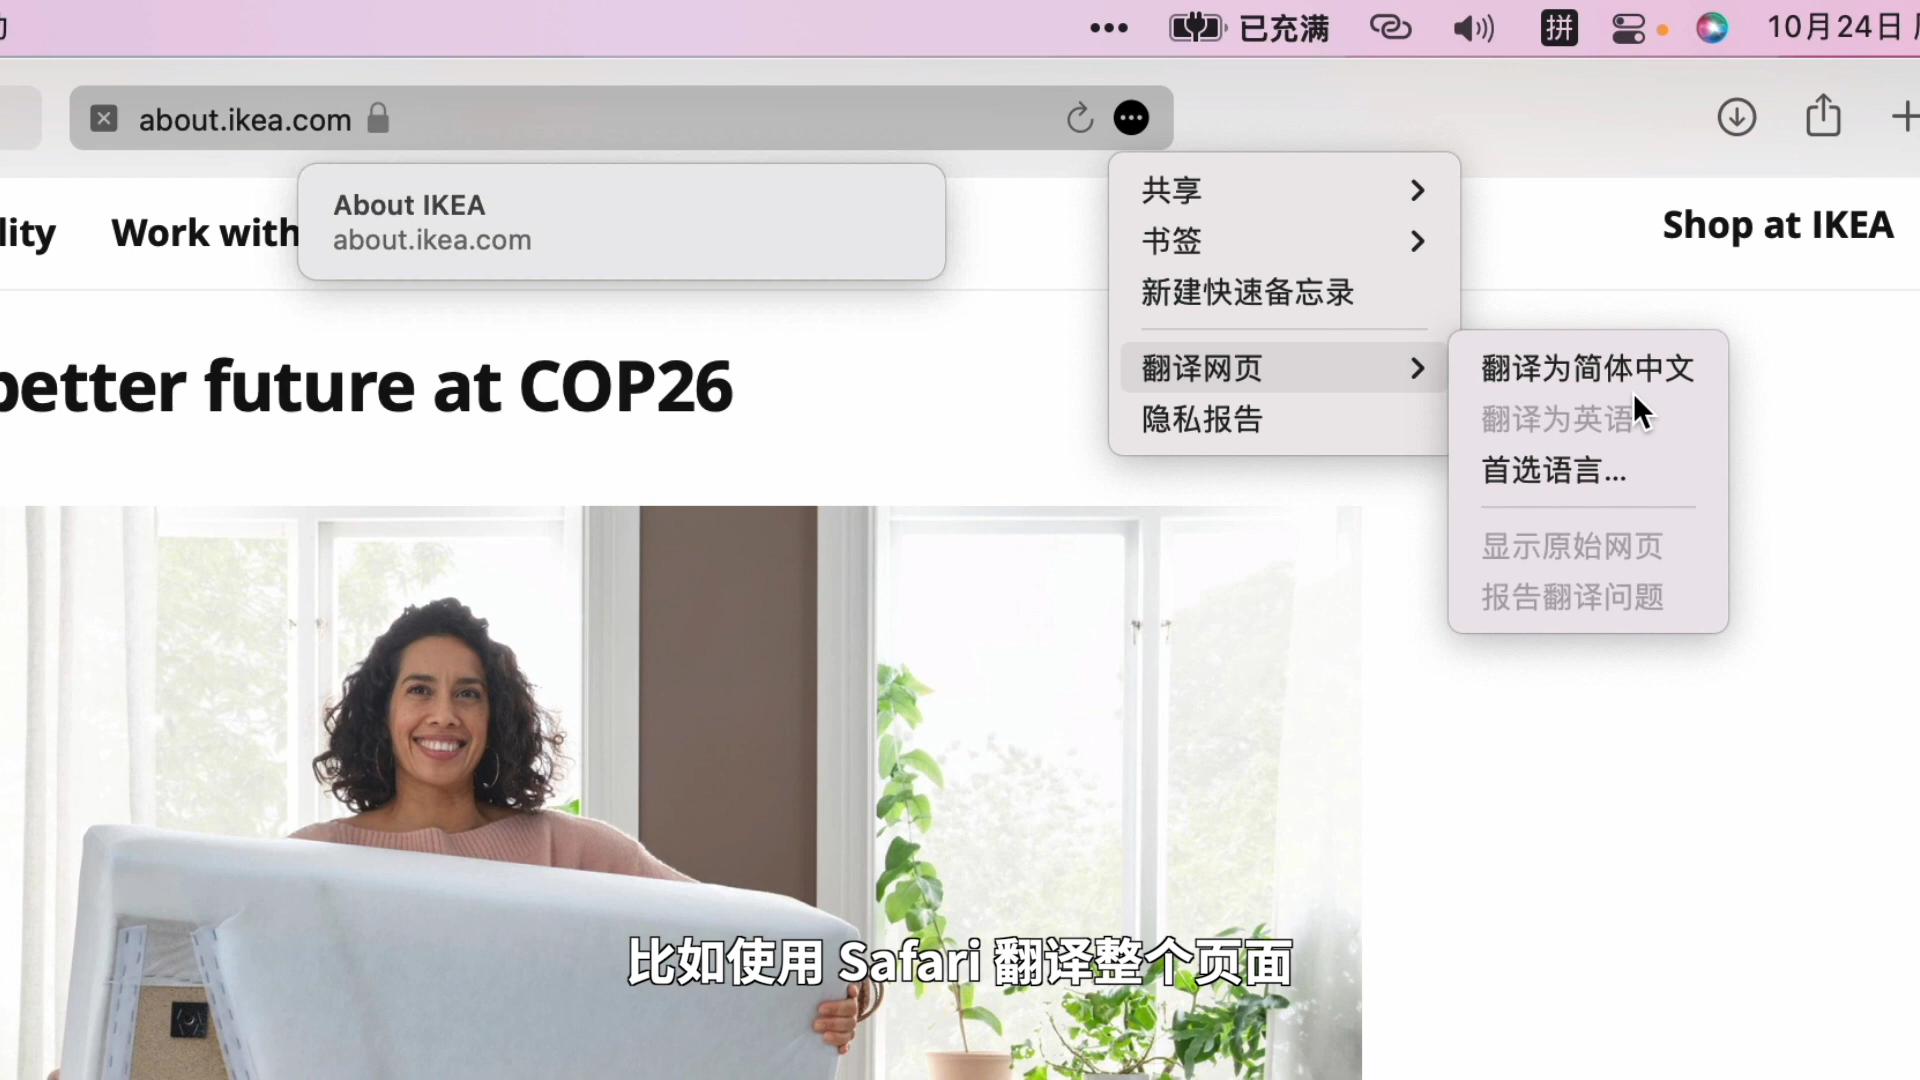 已充满
拼
10月24日
about.ikea.com
About IKEA
about.ikea.com
lity
Work with
Shop at IKEA
共享
书签
新建快速备忘录
翻译网页
隐私报告
翻译为简体中文
翻译为英语
首选语言...
显示原始网页
报告翻译问题
better future at COP26
比如使用 Safari 翻译整个页面